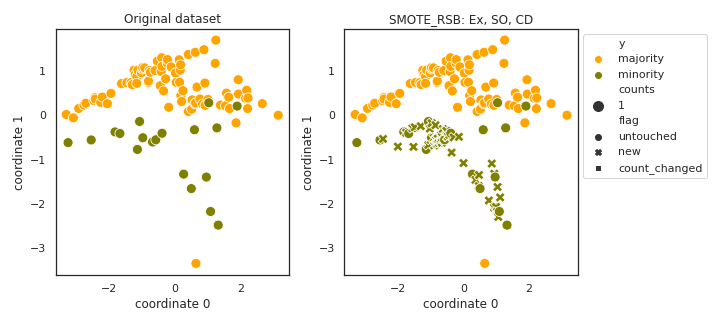 Original dataset
coordinate 1
1
0
−1
−2
−3
−2
0
2
coordinate 0
SMOTE_RSB: Ex, SO, CD
coordinate 1
1
0
−1
−2
−3
−2
0
2
coordinate 0
y
majority
minority
counts
1
flag
untouched
new
count_changed